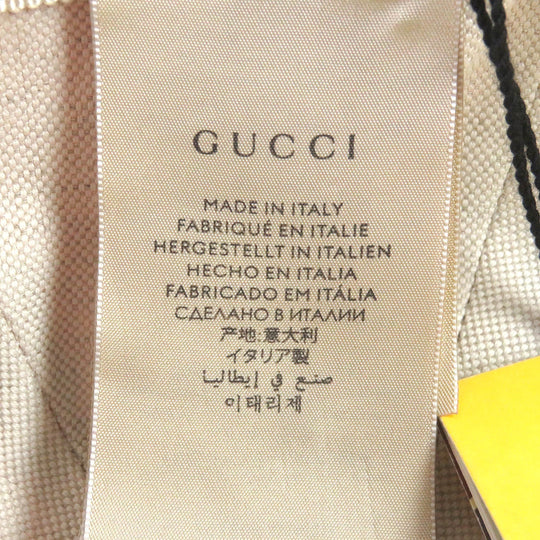 GUCCI
MADE IN ITALY
FABRIQUÉ EN ITALIE
HERGESTELLT IN ITALIEN
HECHO EN ITALIA
FABRICADO EM ITÁLIA
СДЕЛАНО В ИТАЛИИ
产地:意大利
イタリア製
صنع في إيطاليا
이태리제